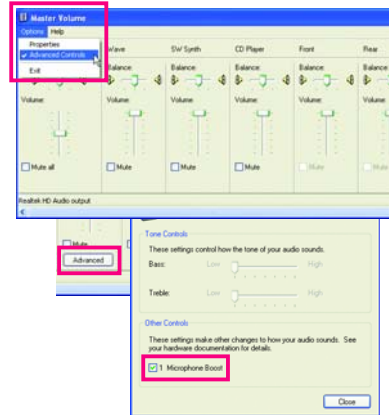 Master Volume
Options Help
Properties
Advanced Controls
Exit
Wave SW Synth CD Player Front Rear
Balance: Balance: Balance: Balance: Balance:
Volume: Volume: Volume: Volume: Volume: Volume:
Mute all Mute Mute Mute Mute Mute
Realtek HD Audio output
Mute
Advanced
Tone Controls
These settings control how the tone of your audio sounds.
Bass: Low High
Treble: Low High
Other Controls
These settings make other changes to how your audio sounds. See
your hardware documentation for details.
1 Microphone Boost
Close